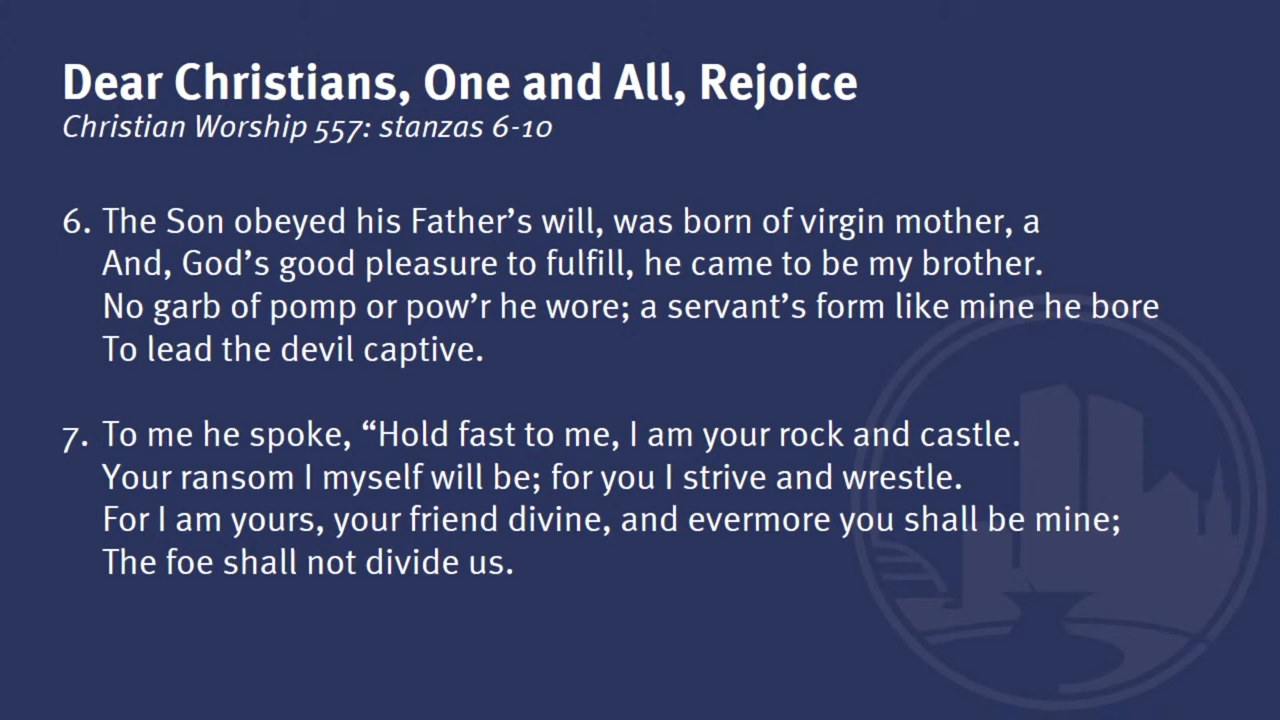 Dear Christians, One and All, Rejoice
Christian Worship 557: stanzas 6-10
6. The Son obeyed his Father’s will, was born of virgin mother, a
And, God’s good pleasure to fulfill, he came to be my brother.
No garb of pomp or pow’r he wore; a servant’s form like mine he bore
To lead the devil captive.
7. To me he spoke, “Hold fast to me, I am your rock and castle.
Your ransom I myself will be; for you I strive and wrestle.
For I am yours, your friend divine, and evermore you shall be mine;
The foe shall not divide us.